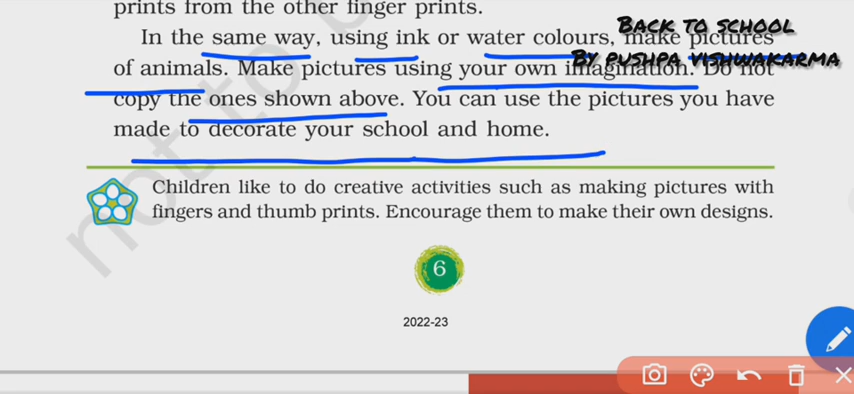 prints from the other finger prints.
BACK TO SCHOOL
In the same way, using ink or water colours, make pictures
BY PUSHPA VISHWAKARMA
of animals. Make pictures using your own imagination. Do not
copy the ones shown above. You can use the pictures you have
made to decorate your school and home.
Children like to do creative activities such as making pictures with
fingers and thumb prints. Encourage them to make their own designs.
6
2022-23
not to b